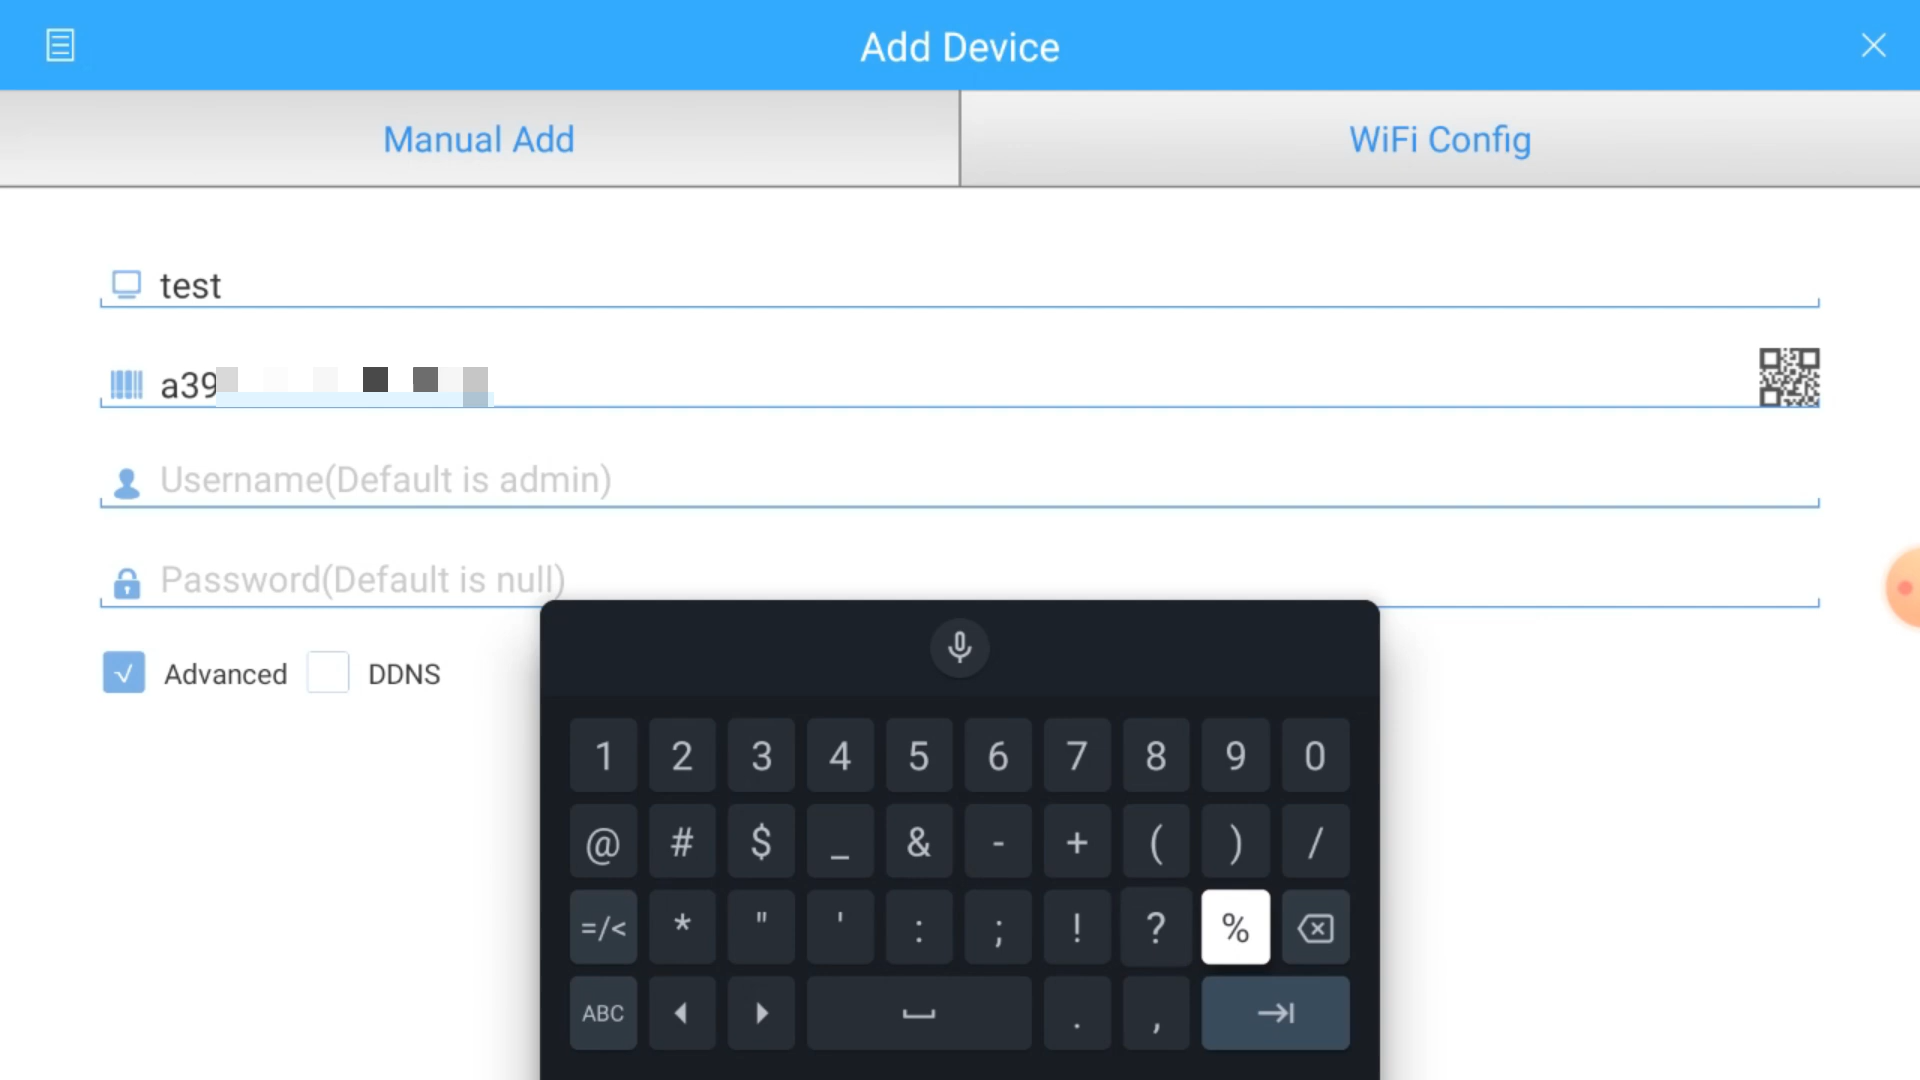 Add Device
Manual Add
WiFi Config
test
a39
Username(Default is admin)
Password(Default is null)
√ Advanced DDNS
1 2 3 4 5 6 7 8 9 0
@ # $ _ & - + ( ) /
=/< * " ' : ; ! ? %
ABC . ,